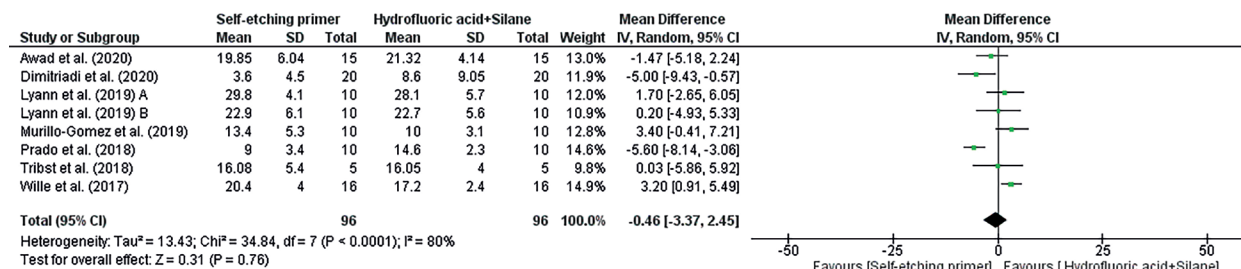 Self-etching primer Hydrofluoric acid+Silane Mean Difference Mean Difference
Study or Subgroup Mean SD Total Mean SD Total Weight IV, Random, 95% CI IV, Random, 95% CI
Awad et al. (2020) 19.85 6.04 15 21.32 4.14 15 13.0% -1.47 [-5.18, 2.24]
Dimitriadi et al. (2020) 3.6 4.5 20 8.6 9.05 20 11.9% -5.00 [-9.43, -0.57]
Lyann et al. (2019) A 29.8 4.1 10 28.1 5.7 10 12.0% 1.70 [-2.65, 6.05]
Lyann et al. (2019) B 22.9 6.1 10 22.7 5.6 10 10.9% 0.20 [-4.93, 5.33]
Murillo-Gomez et al. (2019) 13.4 5.3 10 10 3.1 10 12.8% 3.40 [-0.41, 7.21]
Prado et al. (2018) 9 3.4 10 14.6 2.3 10 14.6% -5.60 [-8.14, -3.06]
Tribst et al. (2018) 16.08 5.4 5 16.05 4 5 9.8% 0.03 [-5.86, 5.92]
Wille et al. (2017) 20.4 4 16 17.2 2.4 16 14.9% 3.20 [0.91, 5.49]
Total (95% CI) 96 96 100.0% -0.46 [-3.37, 2.45]
Heterogeneity: Tau² = 13.43; Chi² = 34.84, df = 7 (P < 0.0001); I² = 80%
Test for overall effect: Z = 0.31 (P = 0.76)
-50 -25 0 25 50
Favours [Self-etching primer] Favours [ Hydrofluoric acid+Silane]